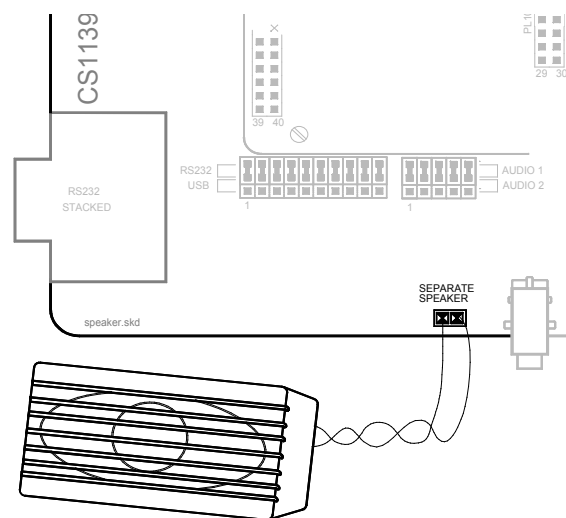 CS1139
X
39 40
PL10
29 30
RS232
USB
1
AUDIO 1
AUDIO 2
1
RS232
STACKED
SEPARATE
SPEAKER
speaker.skd